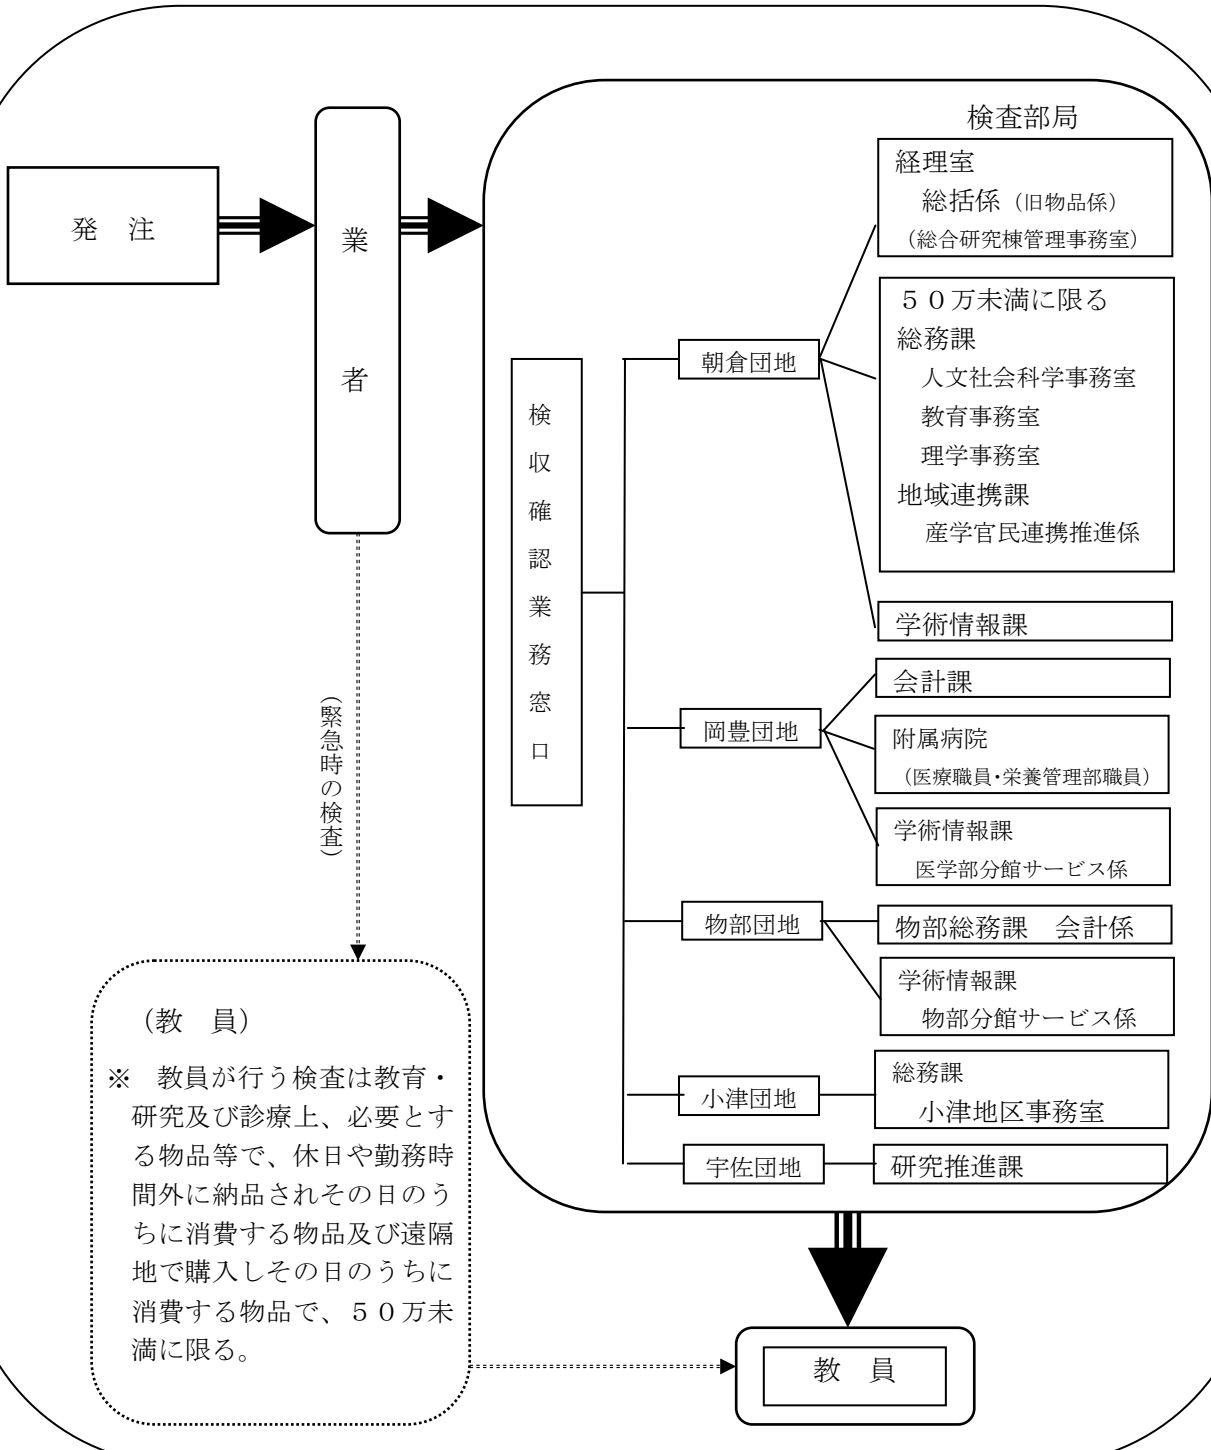 検査部局
発　注
業者
経理室
総括係（旧物品係）
（総合研究棟管理事務室）
５０万未満に限る
総務課
人文社会科学事務室
教育事務室
理学事務室
地域連携課
産学官民連携推進係
学術情報課
検収確認業務窓口
朝倉団地
岡豊団地
会計課
附属病院
（医療職員・栄養管理部職員）
学術情報課
医学部分館サービス係
物部団地
物部総務課　会計係
学術情報課
物部分館サービス係
小津団地
総務課
小津地区事務室
宇佐団地
研究推進課
（緊急時の検査）
（教　員）
※　教員が行う検査は教育・
研究及び診療上、必要とす
る物品等で、休日や勤務時
間外に納品されその日のう
ちに消費する物品及び遠隔
地で購入しその日のうちに
消費する物品で、５０万未
満に限る。
教　員